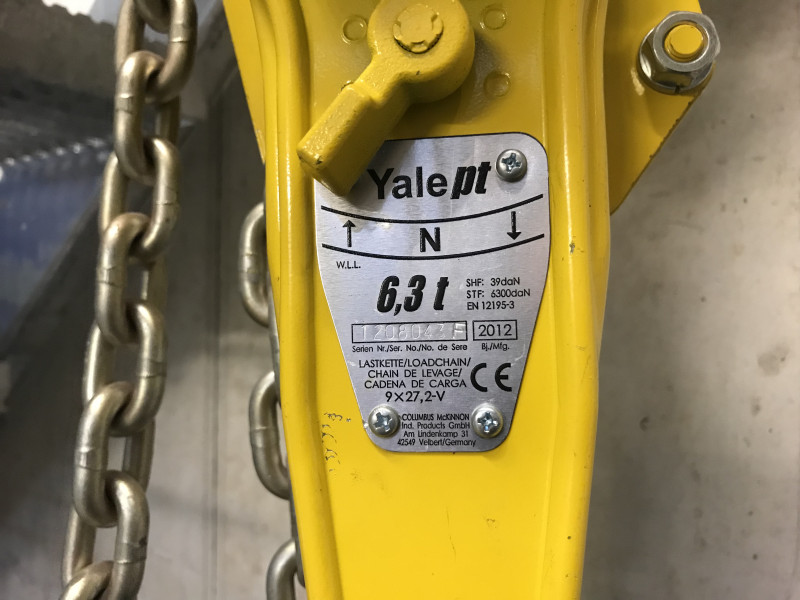 Yale pt
↑ N ↓
W.L.L.
6,3 t
SHF: 39daN
STF: 6300daN
EN 12195-3
2012
Serien Nr./Ser. No./No. de Sere Bj./Mfg.
LASTKETTE/LOADCHAIN/
CHAIN DE LEVAGE/
CADENA DE CARGA
9×27,2-V
CE
COLUMBUS McKINNON
Ind. Products GmbH
Am Lindenkamp 31
42549 Velbert/Germany